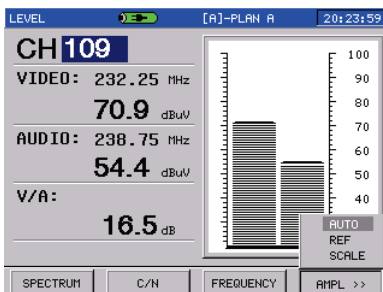 LEVEL [A]-PLAN A 20:23:59
CH 109
VIDEO: 232.25 MHz
70.9 dBuV
AUDIO: 238.75 MHz
54.4 dBuV
V/A:
16.5 dB
100
90
80
70
60
50
40
AUTO
REF
SCALE
SPECTRUM C/N FREQUENCY AMPL >>